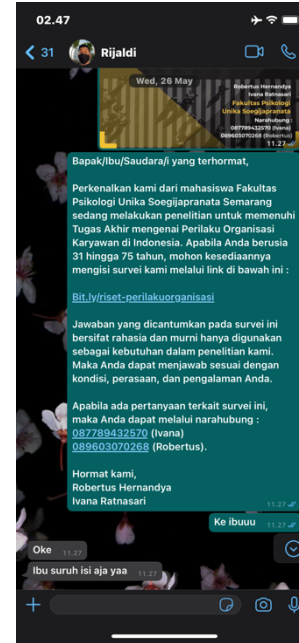 02.47
31
Rijaldi
Wed, 26 May
Robertus Hernandya
Ivana Ratnasari
Fakultas Psikologi
Unika Soegijapranata
Narahubung :
087789432570 (Ivana)
089603070268 (Robertus)
11.27
Bapak/Ibu/Saudara/i yang terhormat,
Perkenalkan kami dari mahasiswa Fakultas
Psikologi Unika Soegijapranata Semarang
sedang melakukan penelitian untuk memenuhi
Tugas Akhir mengenai Perilaku Organisasi
Karyawan di Indonesia. Apabila Anda berusia
31 hingga 75 tahun, mohon kesediaannya
mengisi survei kami melalui link di bawah ini :
Bit.ly/riset-perilakuorganisasi
Jawaban yang dicantumkan pada survei ini
bersifat rahasia dan murni hanya digunakan
sebagai kebutuhan dalam penelitian kami.
Maka Anda dapat menjawab sesuai dengan
kondisi, perasaan, dan pengalaman Anda.
Apabila ada pertanyaan terkait survei ini,
maka Anda dapat melalui narahubung :
087789432570 (Ivana)
089603070268 (Robertus).
Hormat kami,
Robertus Hernandya
Ivana Ratnasari
11.27
Ke ibuuu 11.27
Oke 11.27
Ibu suruh isi aja yaa 11.27